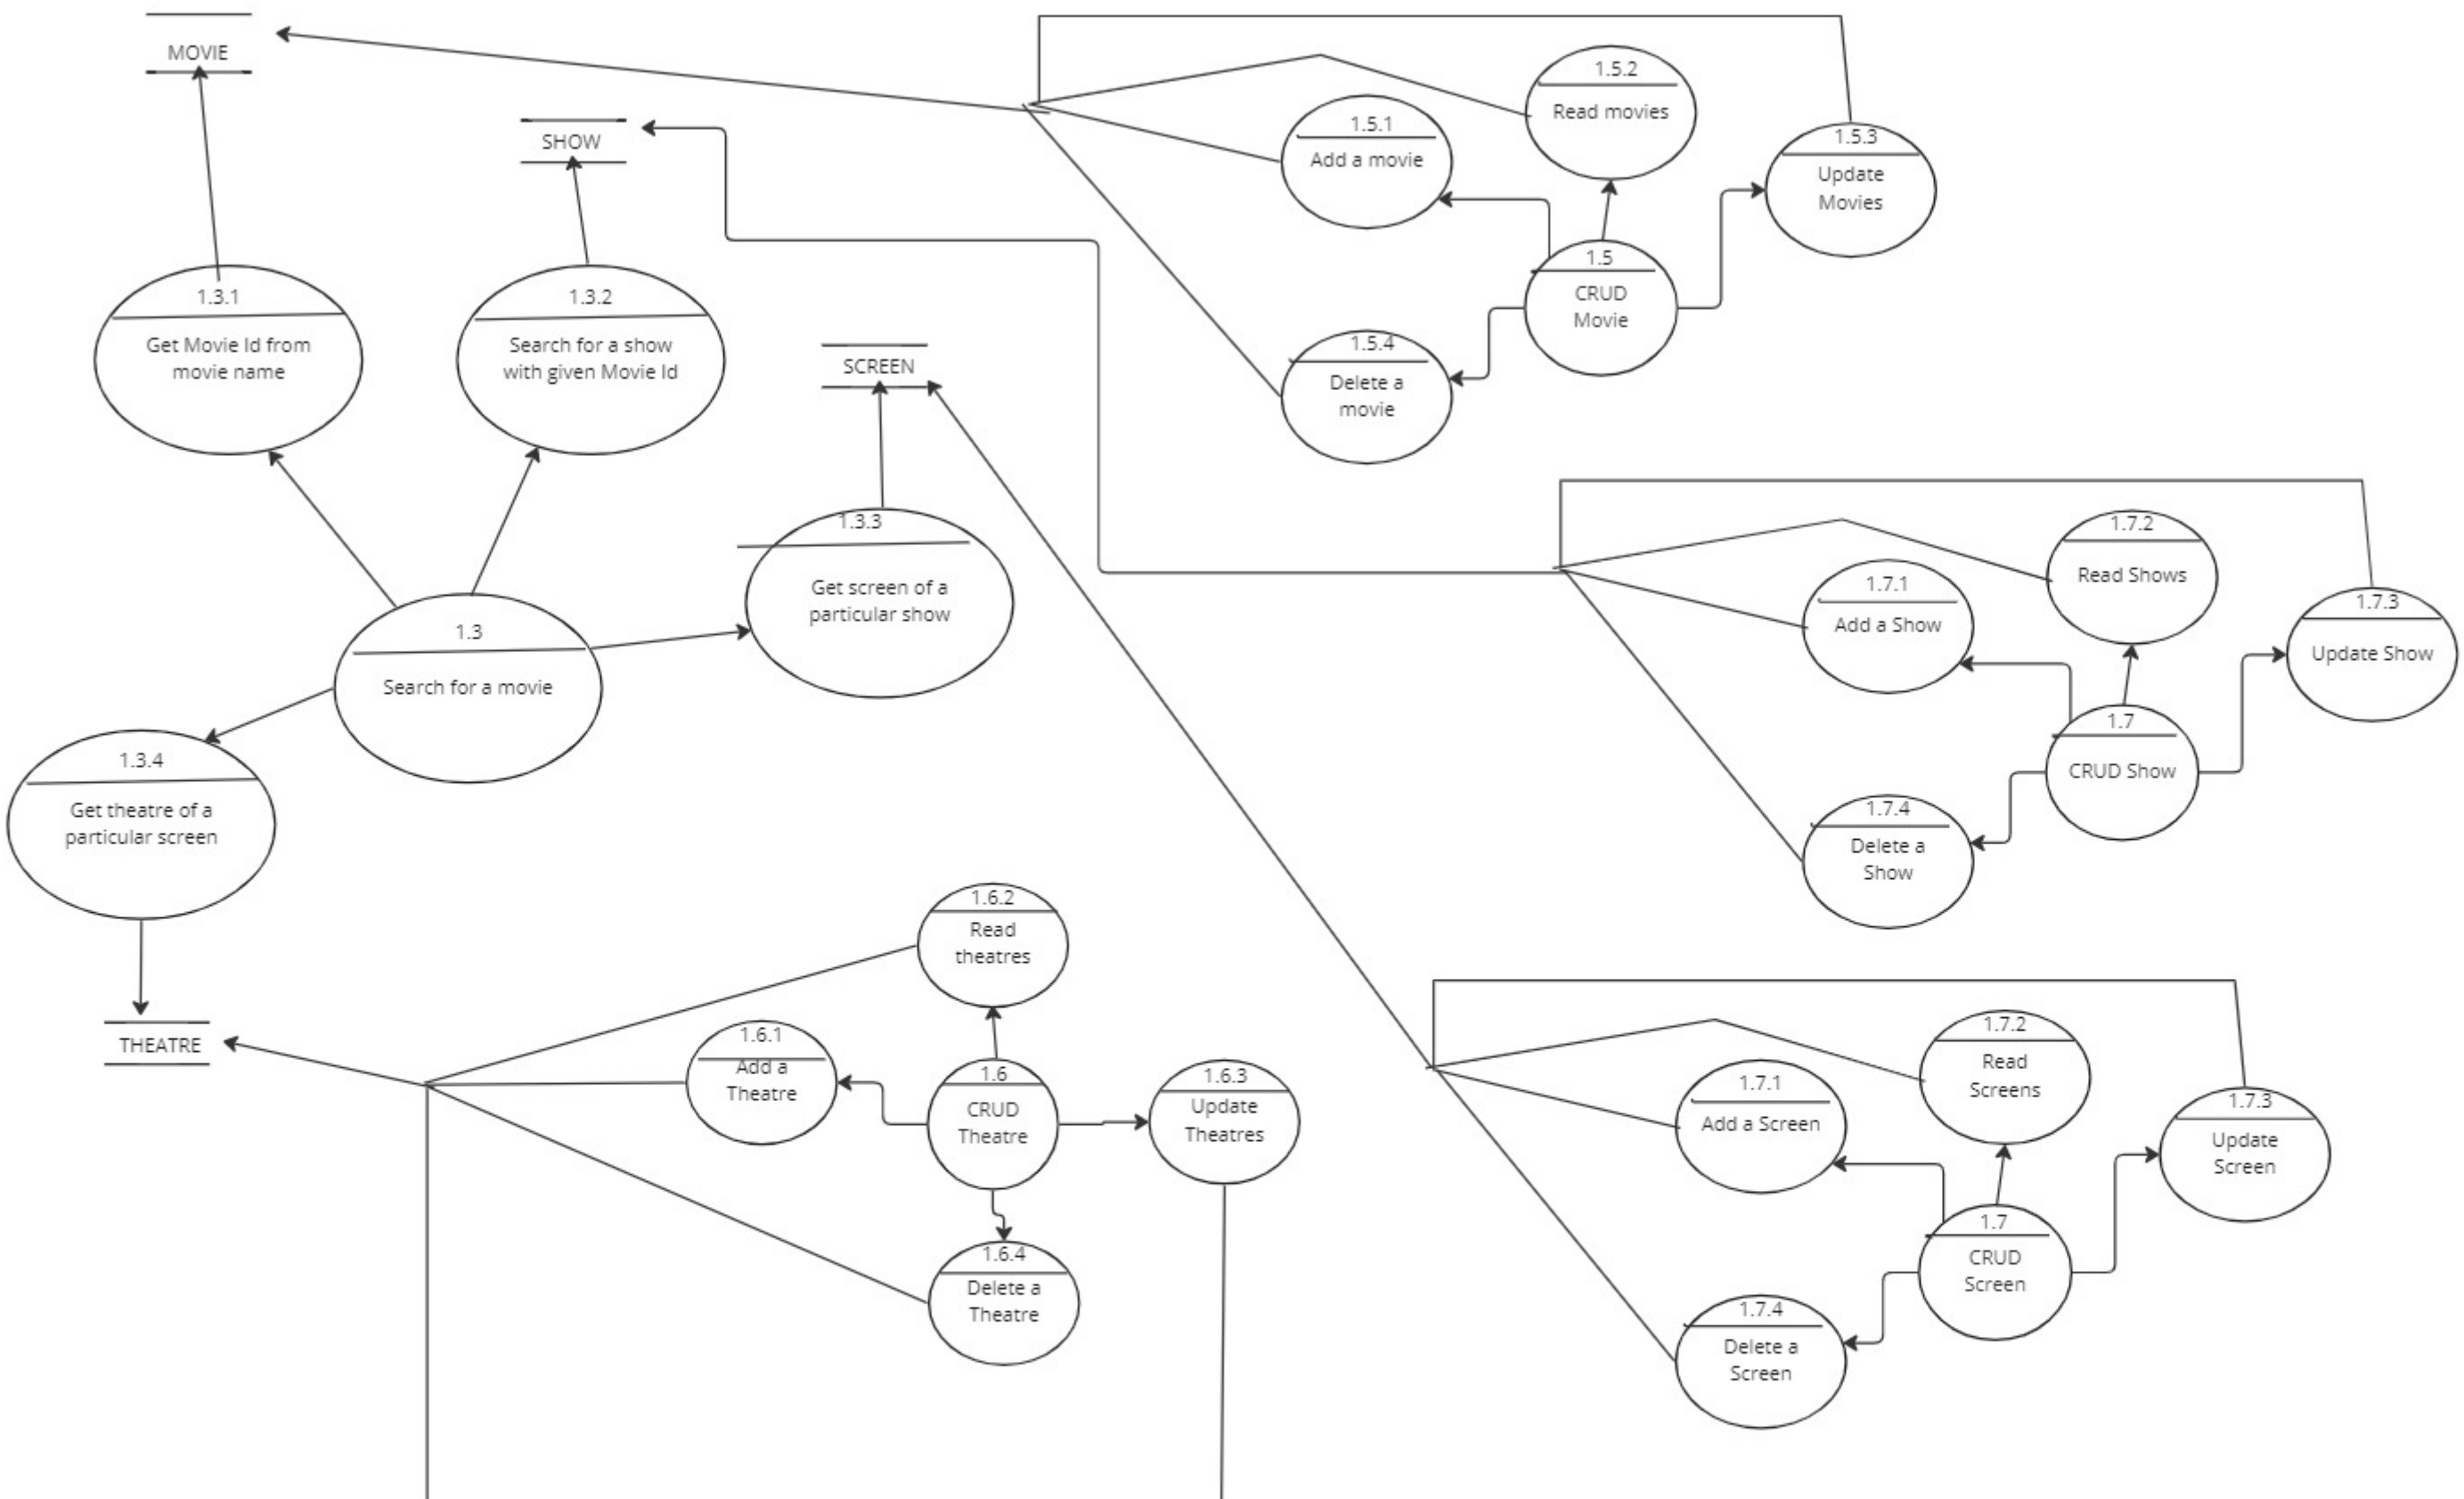 MOVIE
SHOW
1.3.1
Get Movie Id from
movie name
1.3.2
Search for a show
with given Movie Id
SCREEN
1.3.3
Get screen of a
particular show
1.3
Search for a movie
1.3.4
Get theatre of a
particular screen
THEATRE
1.5.2
Read movies
1.5.1
Add a movie
1.5.3
Update
Movies
1.5
CRUD
Movie
1.5.4
Delete a
movie
1.7.2
Read Shows
1.7.1
Add a Show
1.7.3
Update Show
1.7
CRUD Show
1.7.4
Delete a
Show
1.6.2
Read
theatres
1.6.1
Add a
Theatre
1.6
CRUD
Theatre
1.6.3
Update
Theatres
1.6.4
Delete a
Theatre
1.7.2
Read
Screens
1.7.1
Add a Screen
1.7.3
Update
Screen
1.7
CRUD
Screen
1.7.4
Delete a
Screen